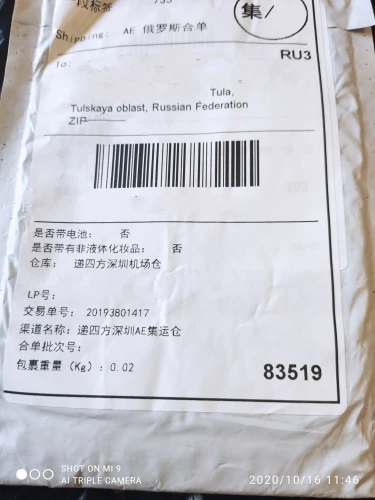 段标签
集/
Shipping: AE 俄罗斯合单
RU3
To:
Tula,
Tulskaya oblast, Russian Federation
ZIP
是否带电池: 否
是否带有非液体化妆品: 否
仓库: 递四方深圳机场仓
LP号:
交易单号: 20193801417
渠道名称: 递四方深圳AE集运仓
合单批次号:
包裹重量 (Kg): 0.02
83519
SHOT ON MI 9
AI TRIPLE CAMERA
2020/10/16 11:46